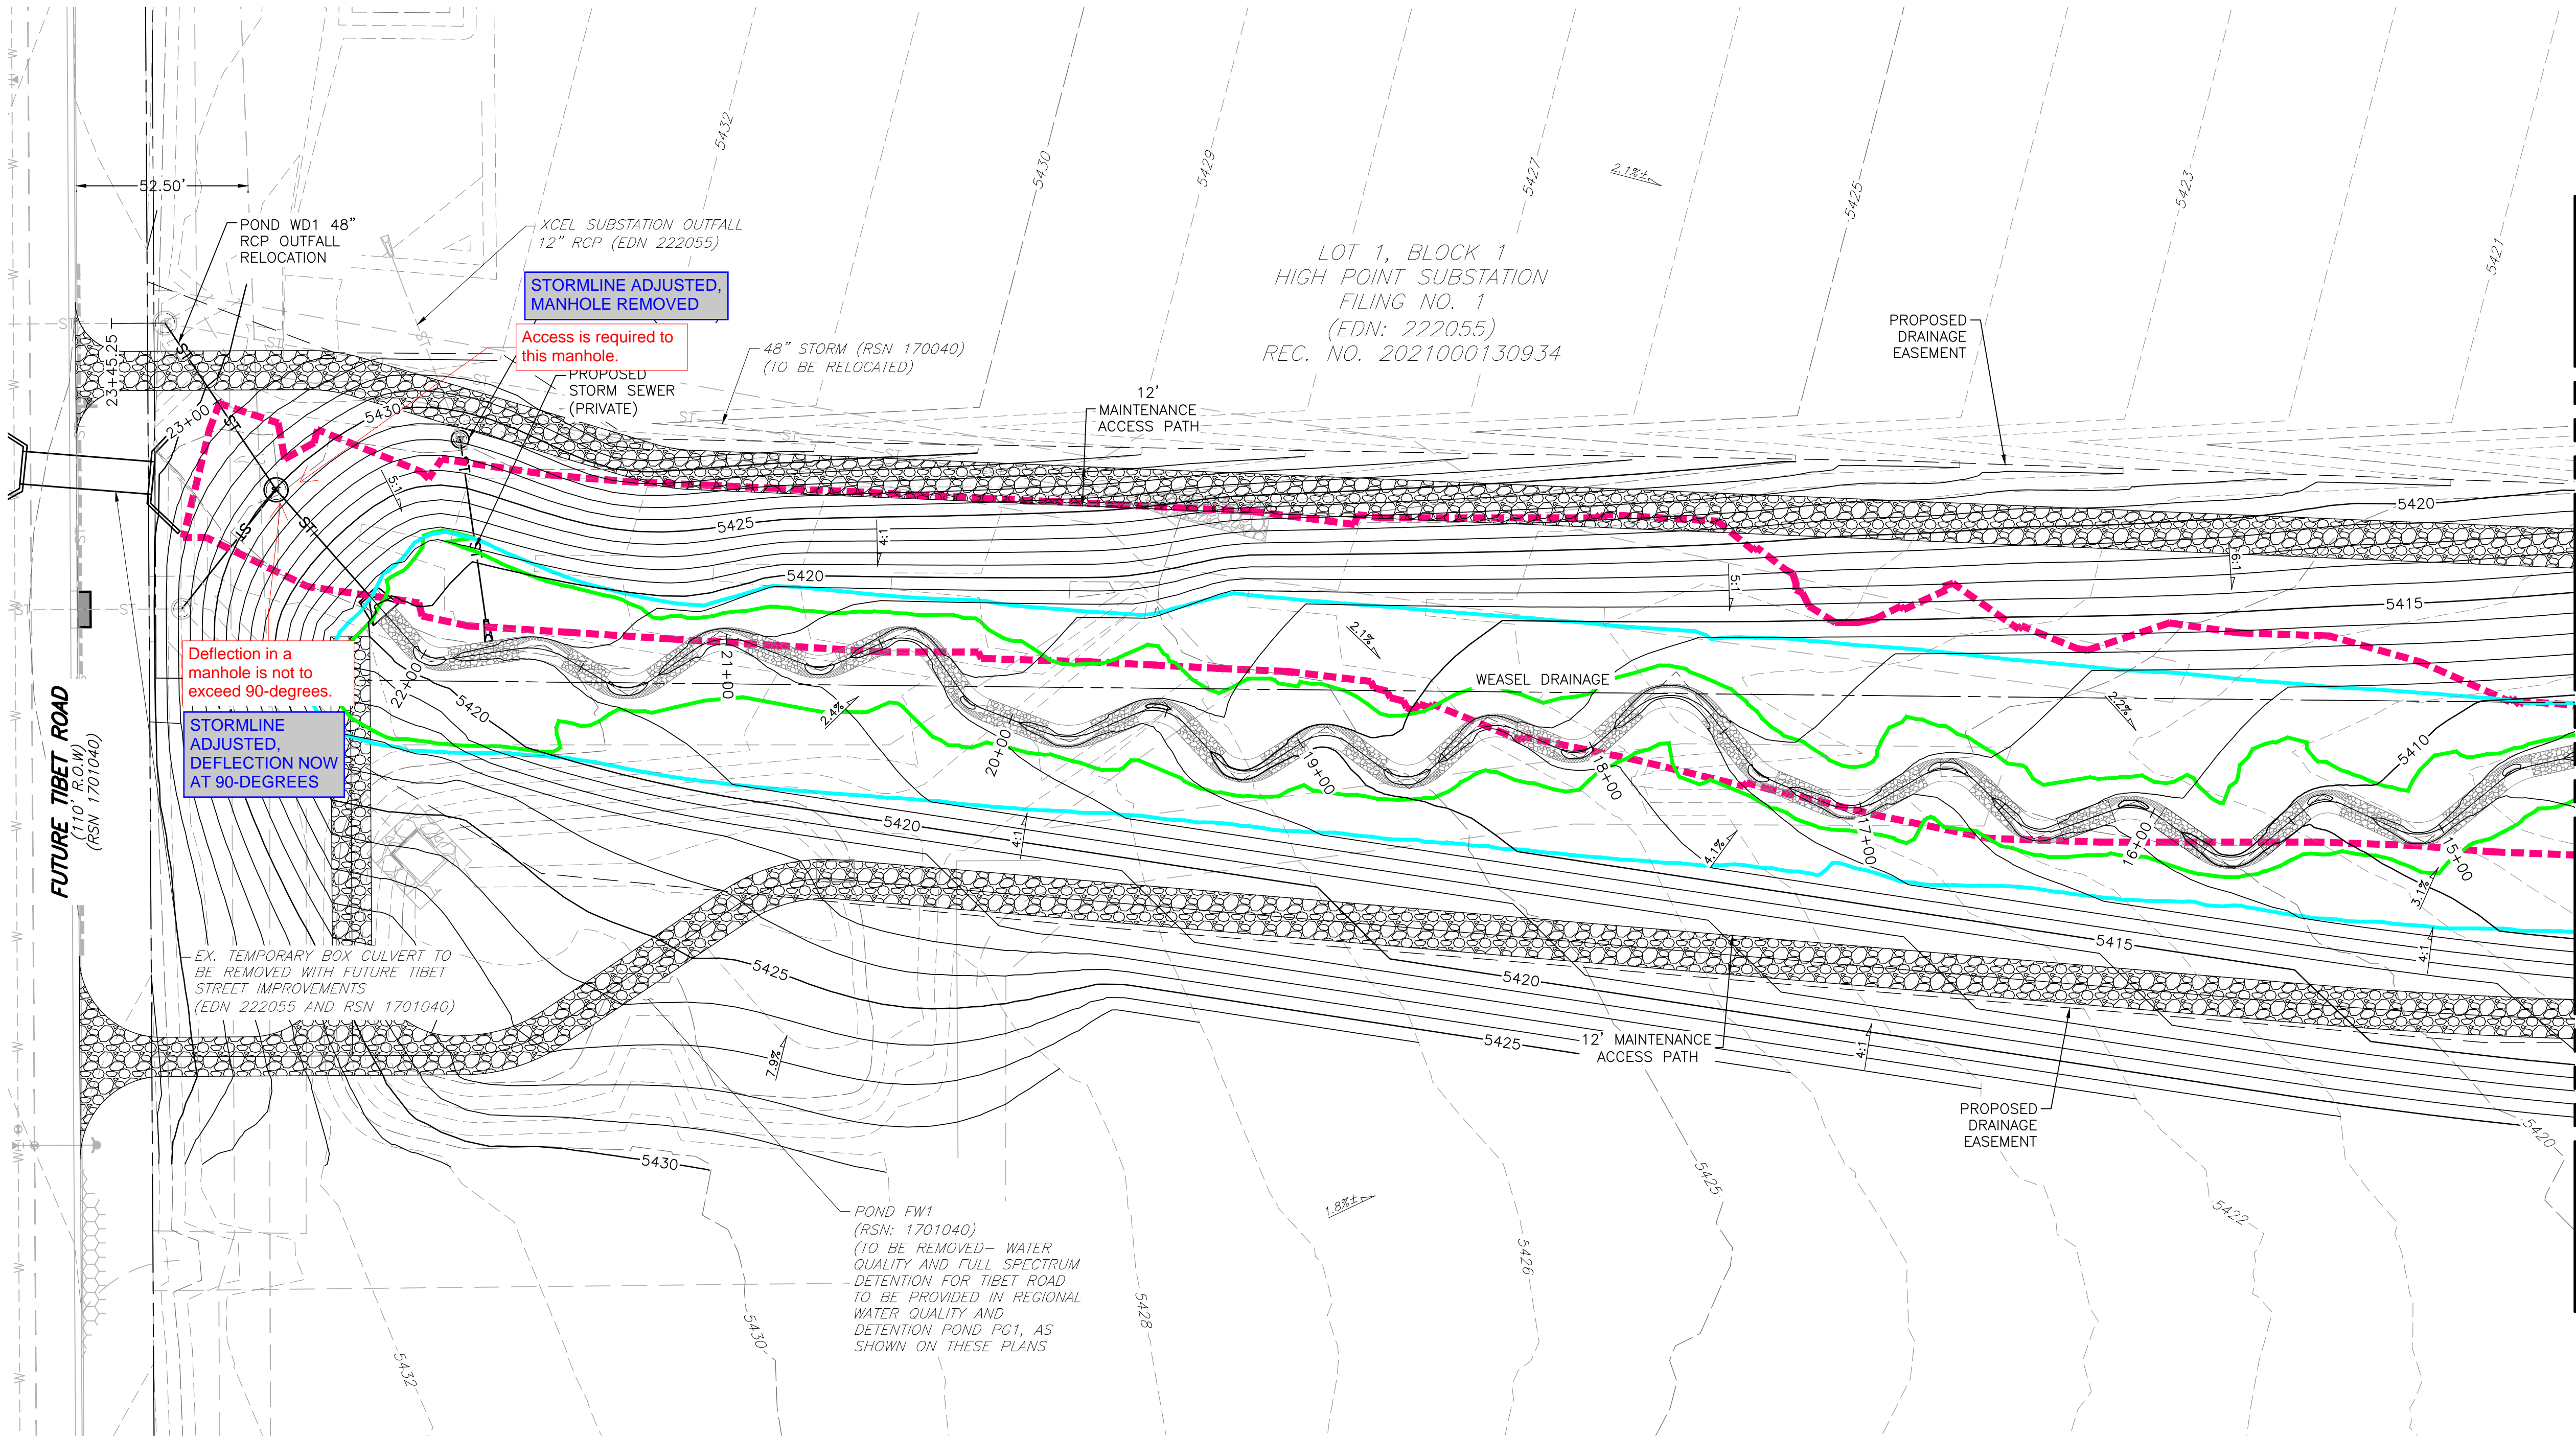 5432
5430
5429
5427
2.1%±
5425
5423
5421
52.50'
POND WD1 48"
RCP OUTFALL
RELOCATION
XCEL SUBSTATION OUTFALL
12" RCP (EDN 222055)
STORMLINE ADJUSTED,
MANHOLE REMOVED
Access is required to
this manhole.
PROPOSED
STORM SEWER
(PRIVATE)
48" STORM (RSN 170040)
(TO BE RELOCATED)
LOT 1, BLOCK 1
HIGH POINT SUBSTATION
FILING NO. 1
(EDN: 222055)
REC. NO. 2021000130934
PROPOSED
DRAINAGE
EASEMENT
12'
MAINTENANCE
ACCESS PATH
23+45.25
23+00
5430
5:1
5425
4:1
5420
5420
5:1
6:1
5415
ST
ST
ST
ST
Deflection in a
manhole is not to
exceed 90-degrees.
STORMLINE
ADJUSTED,
DEFLECTION NOW
AT 90-DEGREES
FUTURE TIBET ROAD
(110' R.O.W)
(RSN 1701040)
22+00
5420
21+00
2.4%
20+00
19+00
2.1%
WEASEL DRAINAGE
18+00
2.2%
17+00
4.1%
16+00
5410
15+00
3.1%
5420
4:1
4:1
5415
EX. TEMPORARY BOX CULVERT TO
BE REMOVED WITH FUTURE TIBET
STREET IMPROVEMENTS
(EDN 222055 AND RSN 1701040)
5425
5420
7.9%
5425
12' MAINTENANCE
ACCESS PATH
4:1
PROPOSED
DRAINAGE
EASEMENT
5420
5430
POND FW1
(RSN: 1701040)
(TO BE REMOVED– WATER
QUALITY AND FULL SPECTRUM
DETENTION FOR TIBET ROAD
TO BE PROVIDED IN REGIONAL
WATER QUALITY AND
DETENTION POND PG1, AS
SHOWN ON THESE PLANS
1.8%±
5425
5422
5426
5428
5430
5432